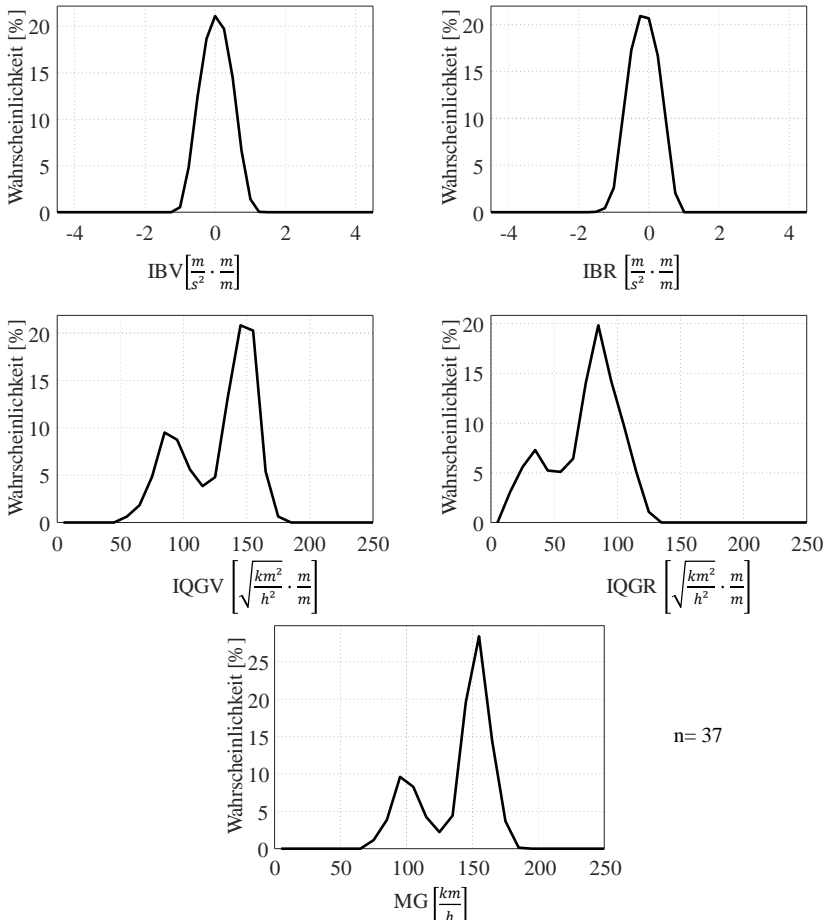 Wahrscheinlichkeit [%]
20
15
10
5
0
-4 -2 0 2 4
IBV[m/s² · m/m]
Wahrscheinlichkeit [%]
20
15
10
5
0
-4 -2 0 2 4
IBR [m/s² · m/m]
Wahrscheinlichkeit [%]
20
15
10
5
0
0 50 100 150 200 250
IQGV [√(km²/h²) · m/m]
Wahrscheinlichkeit [%]
20
15
10
5
0
0 50 100 150 200 250
IQGR [√(km²/h²) · m/m]
Wahrscheinlichkeit [%]
25
20
15
10
5
0
0 50 100 150 200 250
MG [km/h]
n= 37